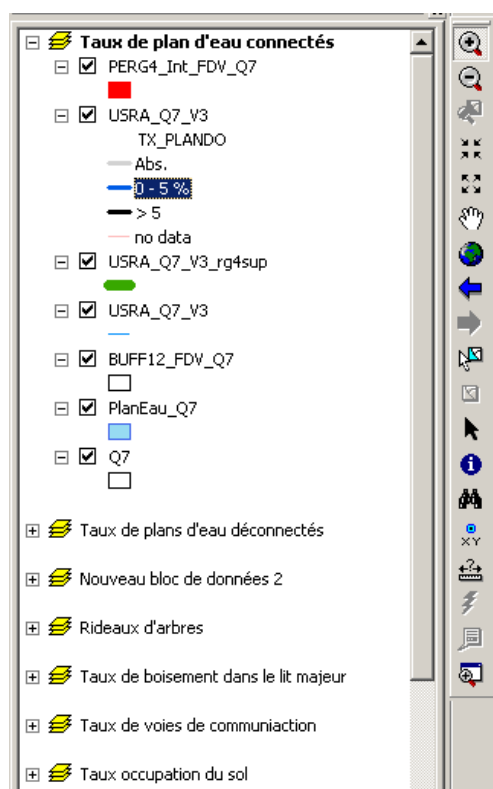 Taux de plan d'eau connectés
PERG4_Int_FDV_Q7
USRA_Q7_V3
TX_PLANDO
Abs.
0 - 5 %
> 5
no data
USRA_Q7_V3_rg4sup
USRA_Q7_V3
BUFF12_FDV_Q7
PlanEau_Q7
Q7
Taux de plans d'eau déconnectés
Nouveau bloc de données 2
Rideaux d'arbres
Taux de boisement dans le lit majeur
Taux de voies de communiaction
Taux occupation du sol
XY